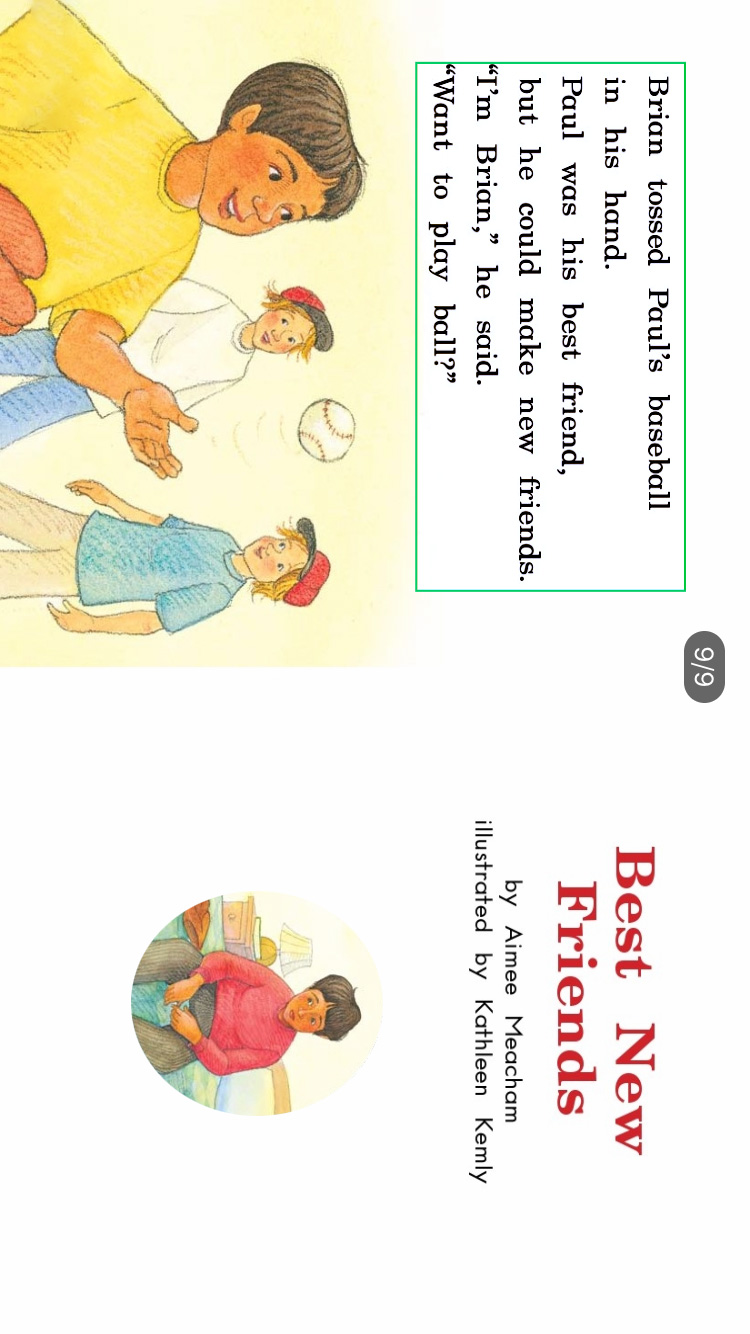 Brian tossed Paul's baseball
in his hand.
Paul was his best friend,
but he could make new friends.
“I'm Brian,” he said.
“Want to play ball?”
9/9
Best New
Friends
by Aimee Meacham
illustrated by Kathleen Kemly